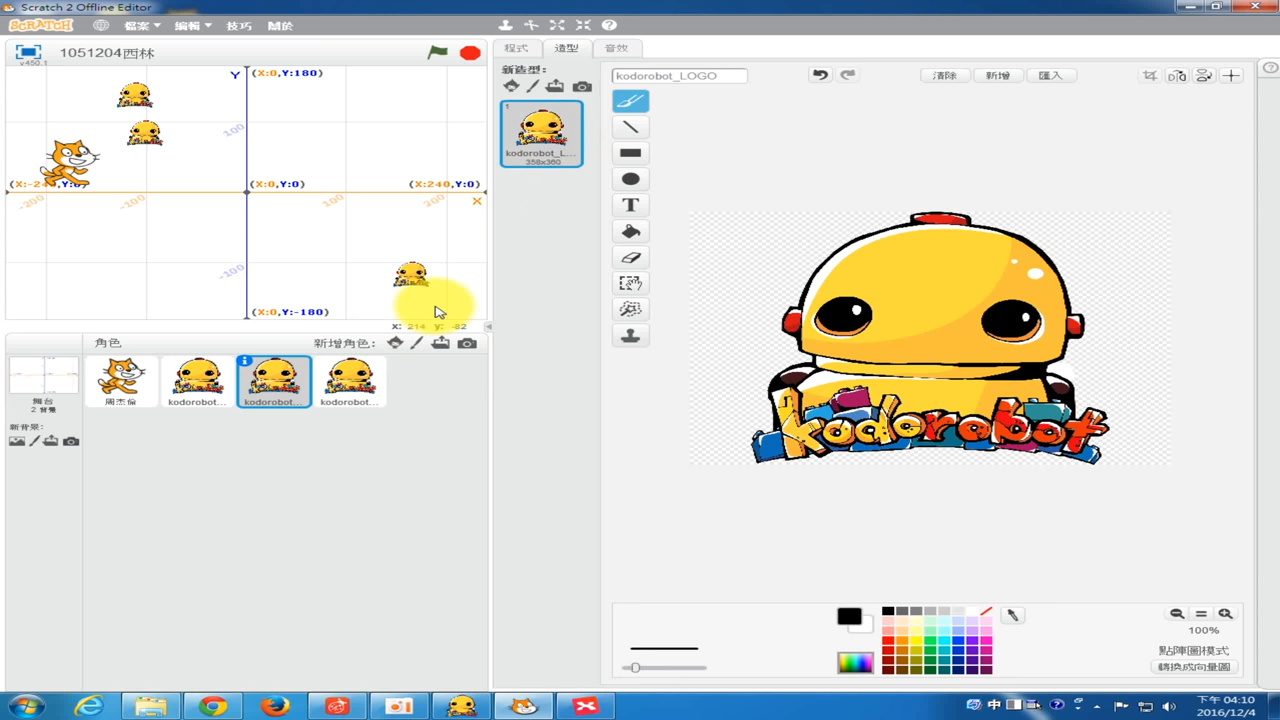 Scratch 2 Offline Editor
SCRATCH 檔案 編輯 技巧 關於
1051204西林
v450.1
Y (X:0,Y:180)
100
(X:-240,Y:0) (X:0,Y:0) (X:240,Y:0)
-200 -100 100 200 X
-100
(X:0,Y:-180)
x: 214 y: -82
角色 新增角色:
舞台
2 背景
新背景:
周杰倫 kodorobot... kodorobot... kodorobot...
程式 造型 音效
新造型:
1
kodorobot_L...
358x360
kodorobot_LOGO
清除 新增 匯入
T
kodorobot
100%
點陣圖模式
轉換成向量圖
中
下午 04:10
2016/12/4